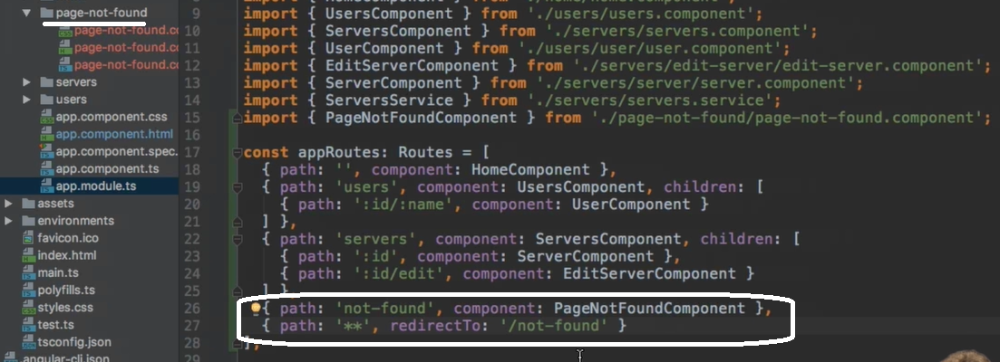 page-not-found
page-not-found.cc
page-not-found.cc
page-not-found.cc
servers
users
app.component.css
app.component.html
app.component.spec.
app.component.ts
app.module.ts
assets
environments
favicon.ico
index.html
main.ts
polyfills.ts
styles.css
test.ts
tsconfig.json
angular-cli.json
9 import { UsersComponent } from './users/users.component';
10 import { ServersComponent } from './servers/servers.component';
11 import { UserComponent } from './users/user/user.component';
12 import { EditServerComponent } from './servers/edit-server/edit-server.component';
13 import { ServerComponent } from './servers/server/server.component';
14 import { ServersService } from './servers/servers.service';
15 import { PageNotFoundComponent } from './page-not-found/page-not-found.component';
16
17 const appRoutes: Routes = [
18 { path: '', component: HomeComponent },
19 { path: 'users', component: UsersComponent, children: [
20 { path: ':id/:name', component: UserComponent }
21 ] },
22 { path: 'servers', component: ServersComponent, children: [
23 { path: ':id', component: ServerComponent },
24 { path: ':id/edit', component: EditServerComponent }
25 ] }
26 { path: 'not-found', component: PageNotFoundComponent },
27 { path: '**', redirectTo: '/not-found' }
28 ];
29